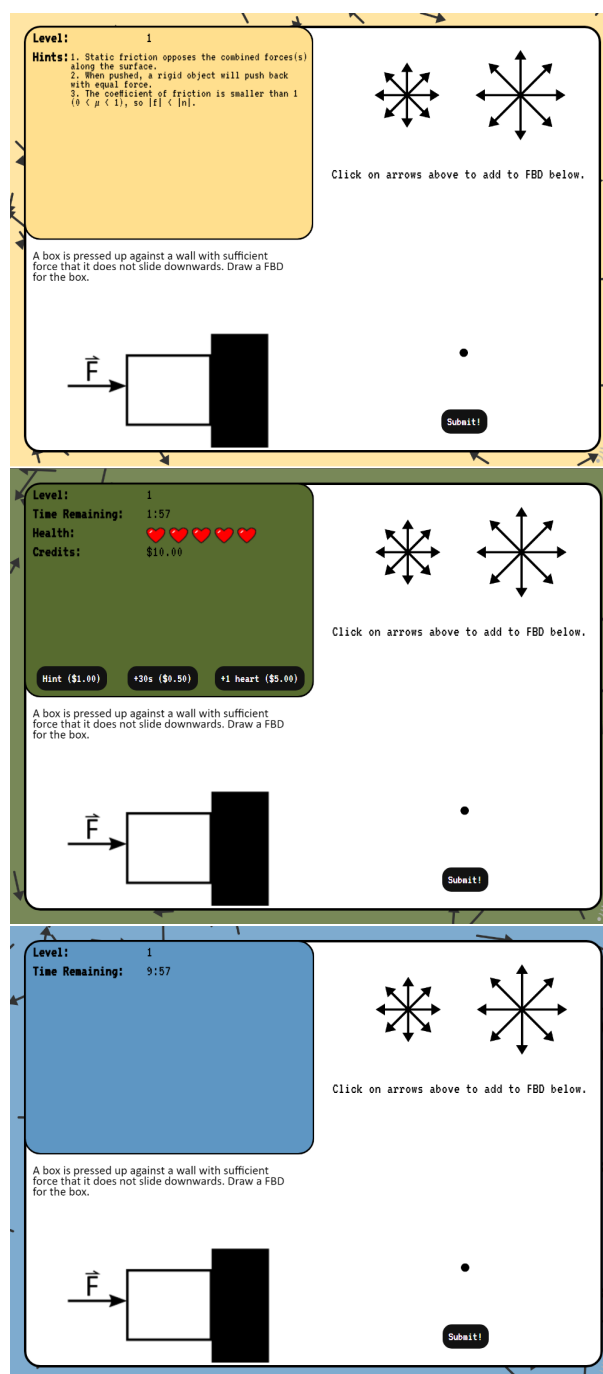 Level: 1
Hints: 1. Static friction opposes the combined forces(s)
along the surface.
2. When pushed, a rigid object will push back
with equal force.
3. The coefficient of friction is smaller than 1
(0 < μ < 1), so |f| < |n|.
Click on arrows above to add to FBD below.
A box is pressed up against a wall with sufficient
force that it does not slide downwards. Draw a FBD
for the box.
F
Submit!
Level: 1
Time Remaining: 1:57
Health:
Credits: $10.00
Hint ($1.00) +30s ($0.50) +1 heart ($5.00)
Click on arrows above to add to FBD below.
A box is pressed up against a wall with sufficient
force that it does not slide downwards. Draw a FBD
for the box.
F
Submit!
Level: 1
Time Remaining: 9:57
Click on arrows above to add to FBD below.
A box is pressed up against a wall with sufficient
force that it does not slide downwards. Draw a FBD
for the box.
F
Submit!